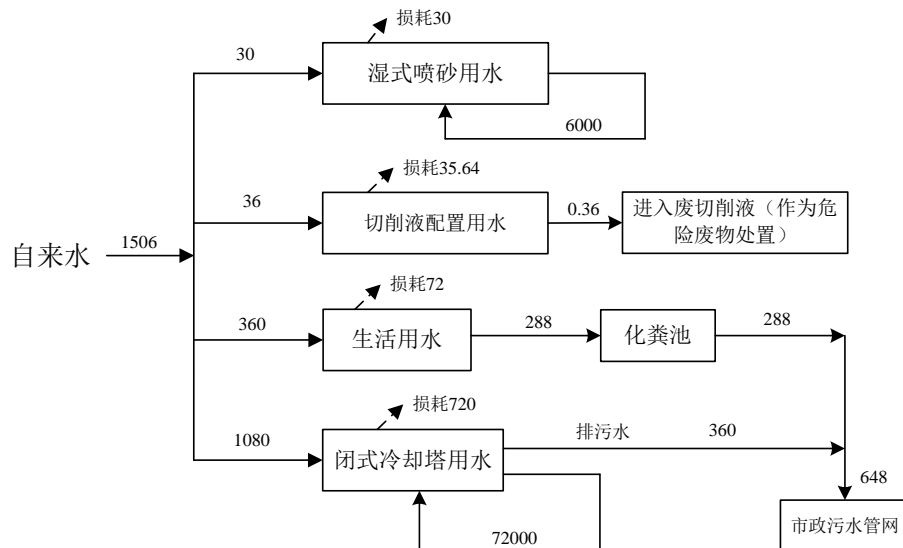 损耗30
30
湿式喷砂用水
6000
损耗35.64
36
切削液配置用水
0.36
进入废切削液（作为危
险废物处置）
自来水
1506
损耗72
360
生活用水
288
化粪池
288
损耗720
1080
闭式冷却塔用水
排污水
360
72000
648
市政污水管网